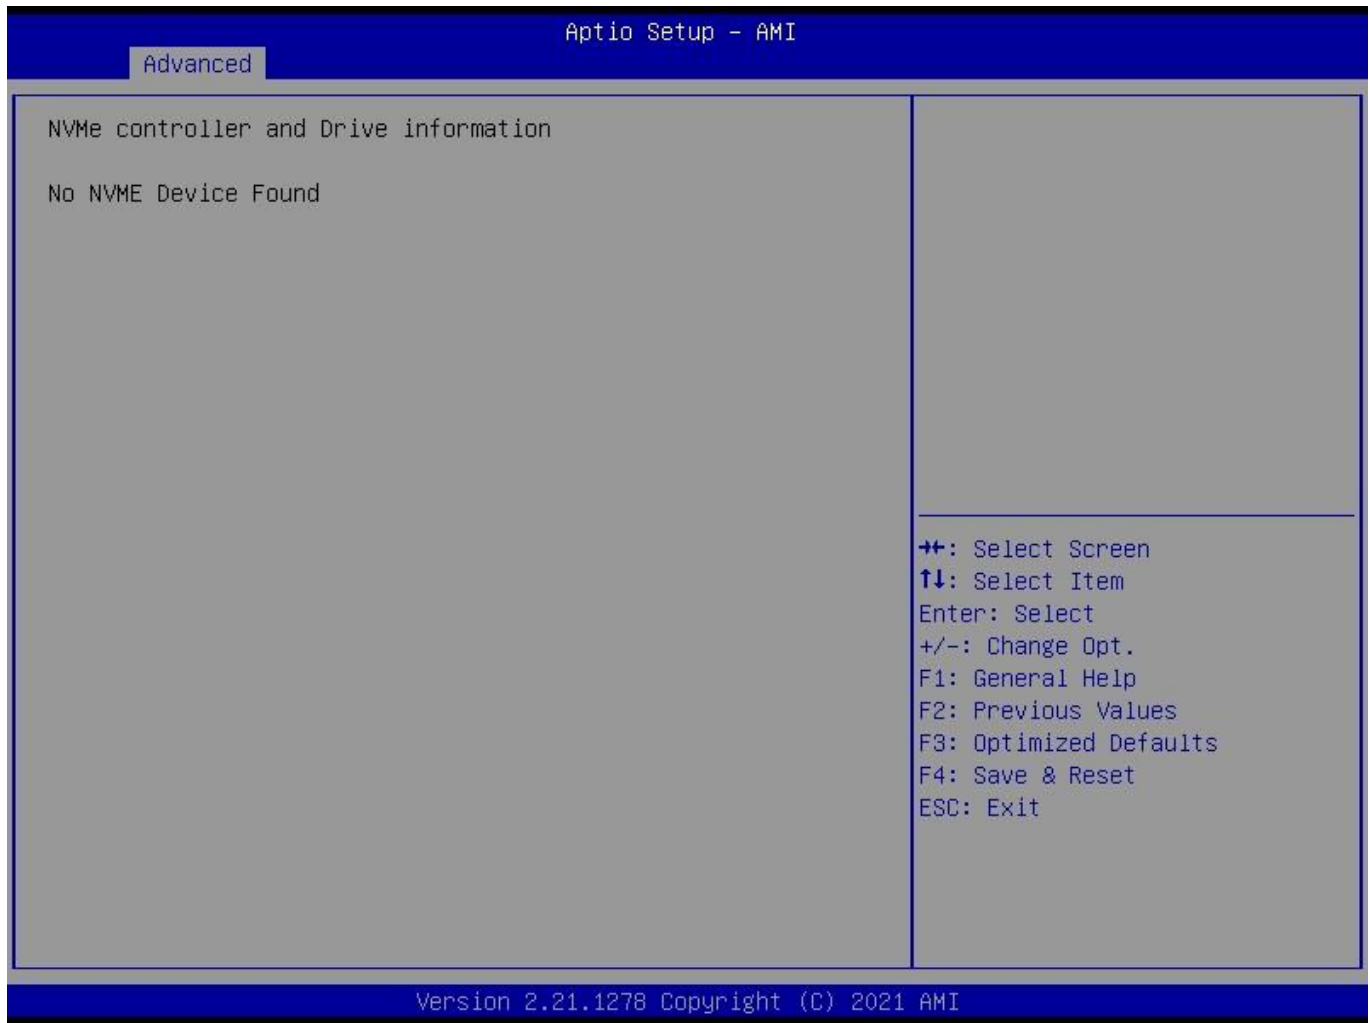 Aptio Setup – AMI
Advanced
NVMe controller and Drive information
No NVME Device Found
→←: Select Screen
↑↓: Select Item
Enter: Select
+/-: Change Opt.
F1: General Help
F2: Previous Values
F3: Optimized Defaults
F4: Save & Reset
ESC: Exit
Version 2.21.1278 Copyright (C) 2021 AMI